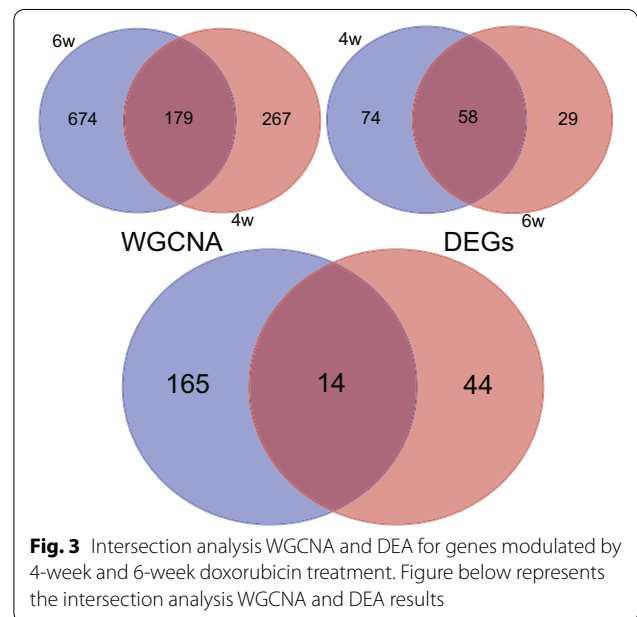 6w
4w
674
179
267
74
58
29
4w
6w
WGCNA
DEGs
165
14
44
Fig. 3 Intersection analysis WGCNA and DEA for genes modulated by
4-week and 6-week doxorubicin treatment. Figure below represents
the intersection analysis WGCNA and DEA results